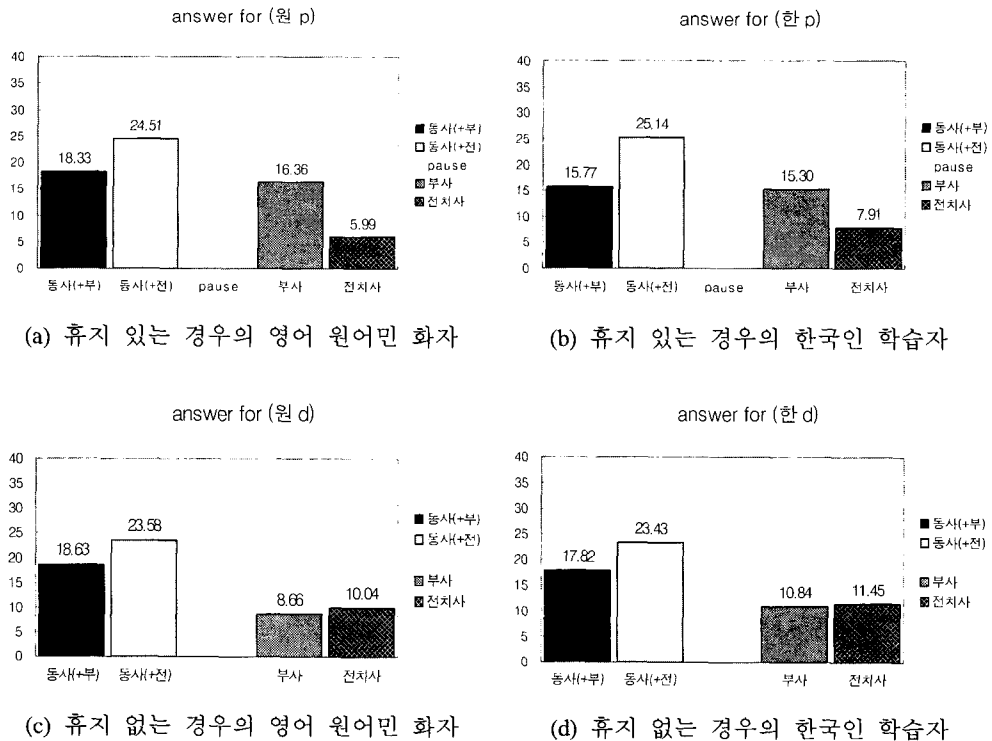 answer for (원 p)
40
35
30
25
20
15
10
5
0
18.33
24.51
16.36
5.99
동사(+부) 동사(+전) pause 부사 전치사
■ 동사(+부)
□ 동사(+전)
pause
■ 부사
■ 전치사
(a) 휴지 있는 경우의 영어 원어민 화자
answer for (한 p)
40
35
30
25
20
15
10
5
0
15.77
25.14
15.30
7.91
동사(+부) 동사(+전) pause 부사 전치사
■ 동사(+부)
□ 동사(+전)
pause
■ 부사
■ 전치사
(b) 휴지 있는 경우의 한국인 학습자
answer for (원 d)
40
35
30
25
20
15
10
5
0
18.63
23.58
8.66
10.04
동사(+부) 동사(+전) 부사 전치사
■ 동사(+부)
□ 동사(+전)
■ 부사
■ 전치사
(c) 휴지 없는 경우의 영어 원어민 화자
answer for (한 d)
40
35
30
25
20
15
10
5
0
17.82
23.43
10.84
11.45
동사(+부) 동사(+전) 부사 전치사
■ 동사(+부)
□ 동사(+전)
■ 부사
■ 전치사
(d) 휴지 없는 경우의 한국인 학습자